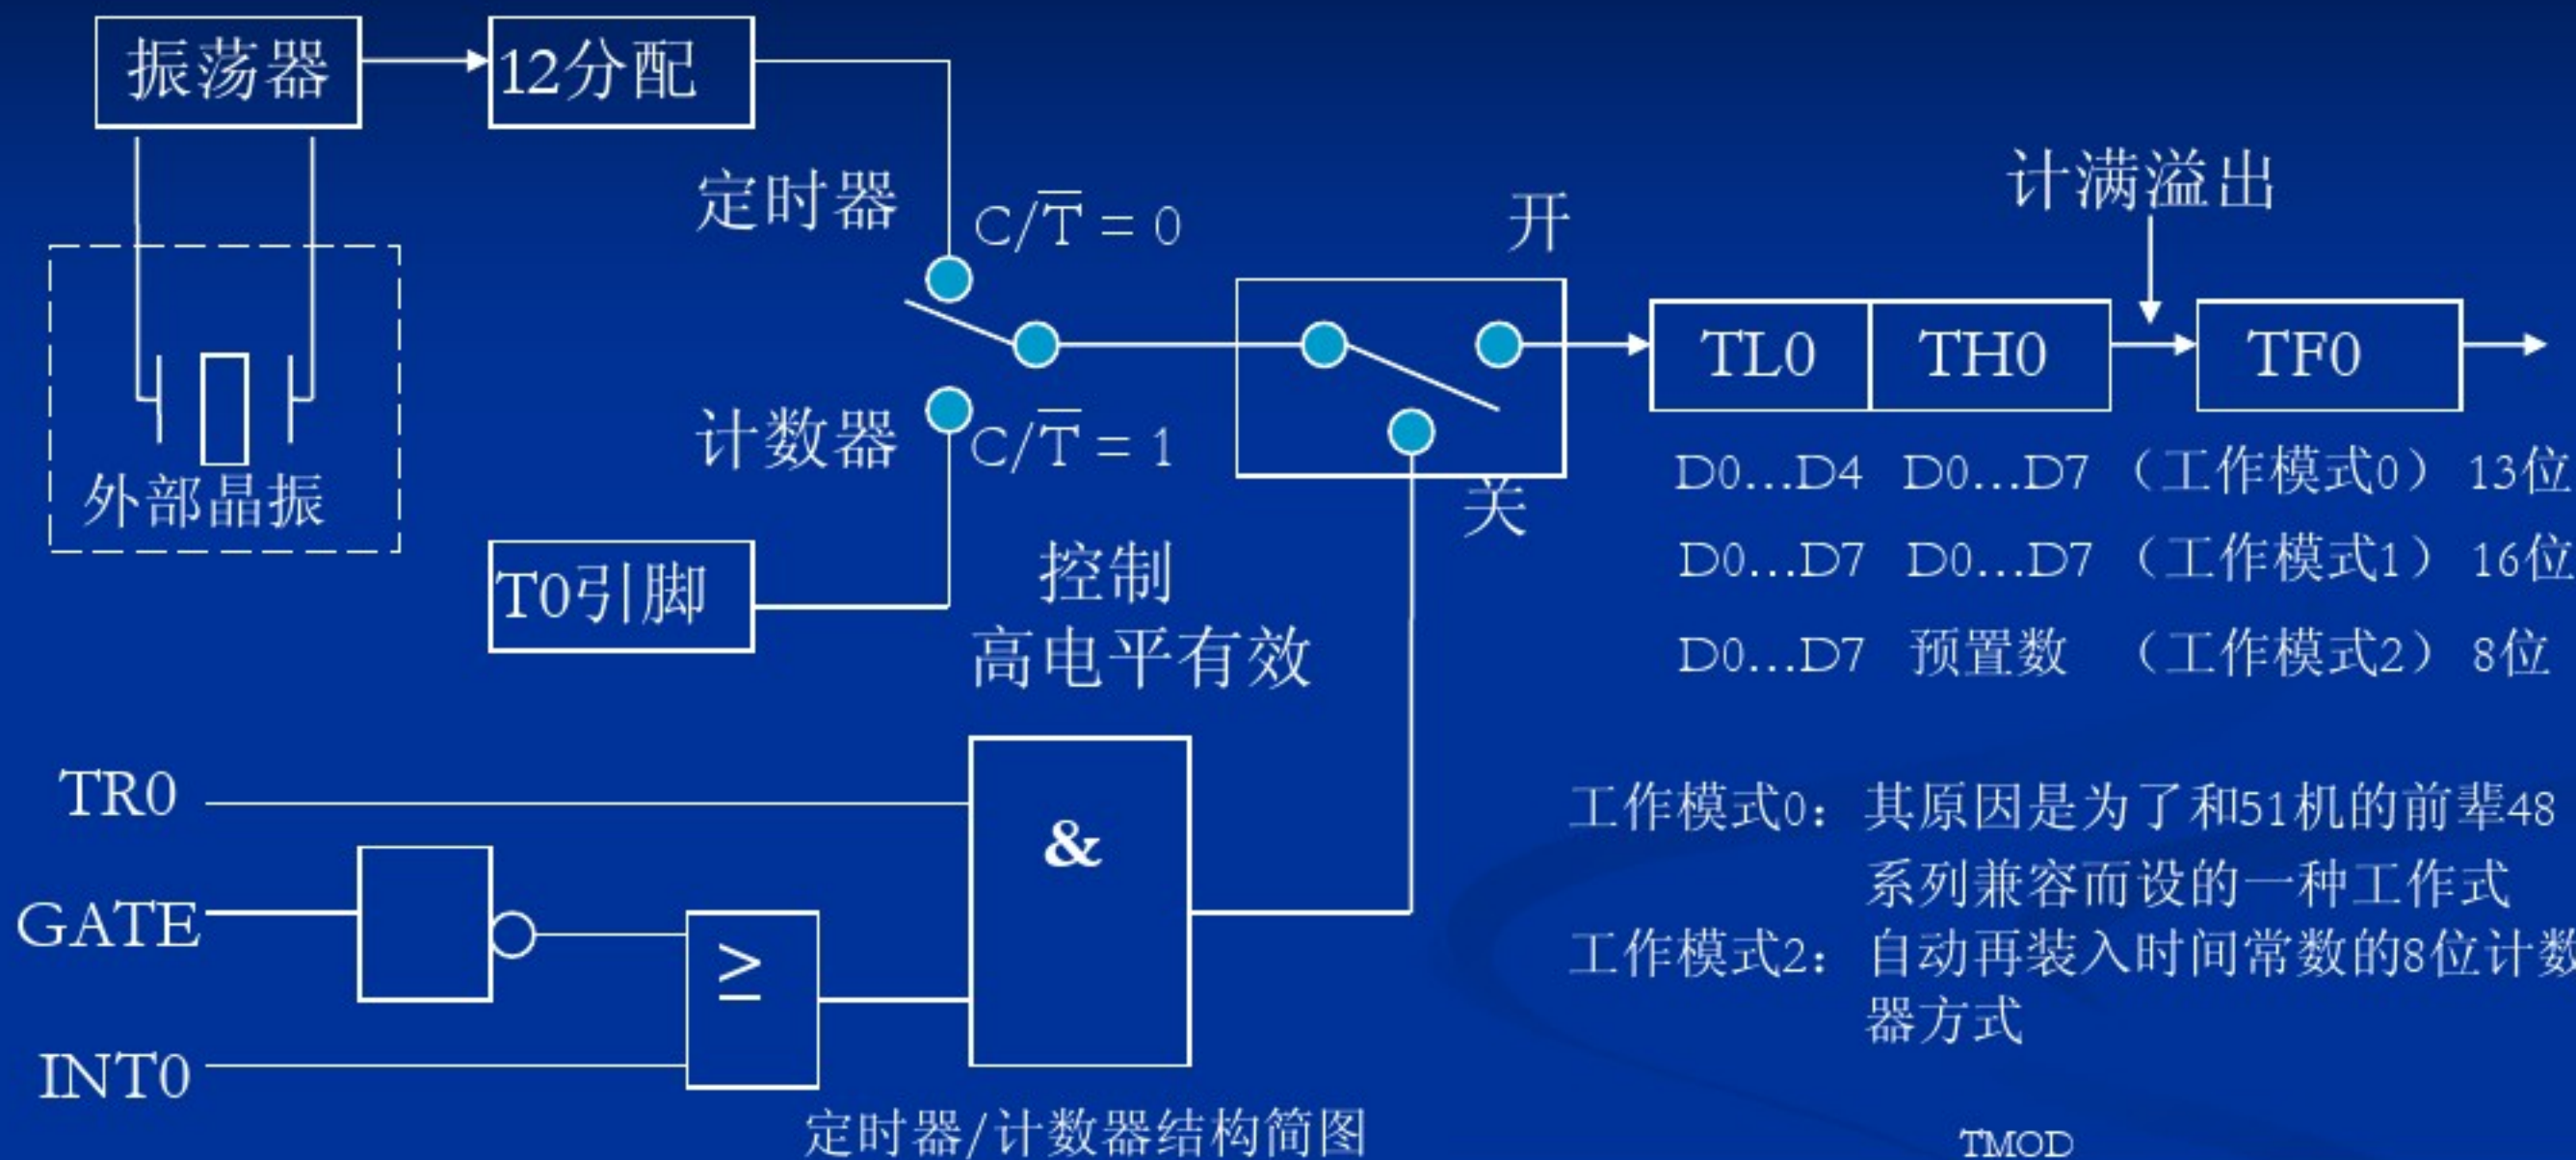 振荡器
12分配
定时器
C/T̅ = 0
开
计满溢出
TL0
TH0
TF0
计数器
C/T̅ = 1
关
外部晶振
T0引脚
控制
高电平有效
D0…D4 D0…D7 （工作模式0） 13位
D0…D7 D0…D7 （工作模式1） 16位
D0…D7 预置数 （工作模式2） 8位
TR0
&
GATE
≥
INT0
工作模式0：其原因是为了和51机的前辈48
系列兼容而设的一种工作式
工作模式2：自动再装入时间常数的8位计数
器方式
定时器/计数器结构简图
TMOD